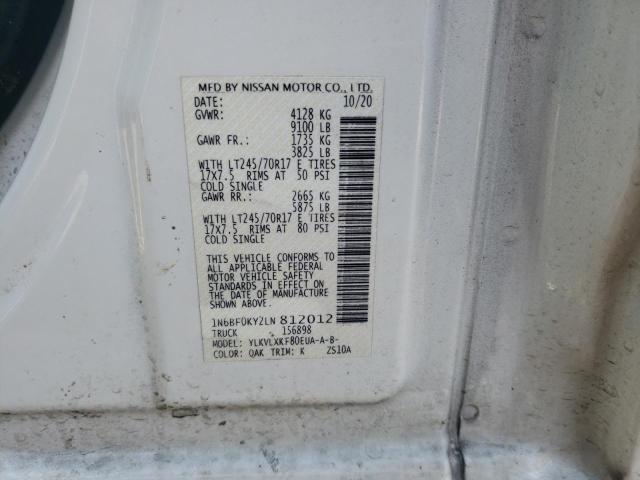 MFD BY NISSAN MOTOR CO., LTD.
DATE: 10/20
GVWR: 4128 KG
9100 LB
GAWR FR.: 1735 KG
3825 LB
WITH LT245/70R17 E TIRES
17X7.5 RIMS AT 50 PSI
COLD SINGLE
GAWR RR.: 2665 KG
5875 LB
WITH LT245/70R17 E TIRES
17X7.5 RIMS AT 80 PSI
COLD SINGLE
THIS VEHICLE CONFORMS TO
ALL APPLICABLE FEDERAL
MOTOR VEHICLE SAFETY
STANDARDS IN EFFECT ON
THE DATE OF MANUFACTURE SHOWN
ABOVE.
1N6BF0KY2LN 812012
TRUCK 156898
MODEL: YLKVLXKF80EUA-A-B-
COLOR: QAK TRIM: K ZS10A